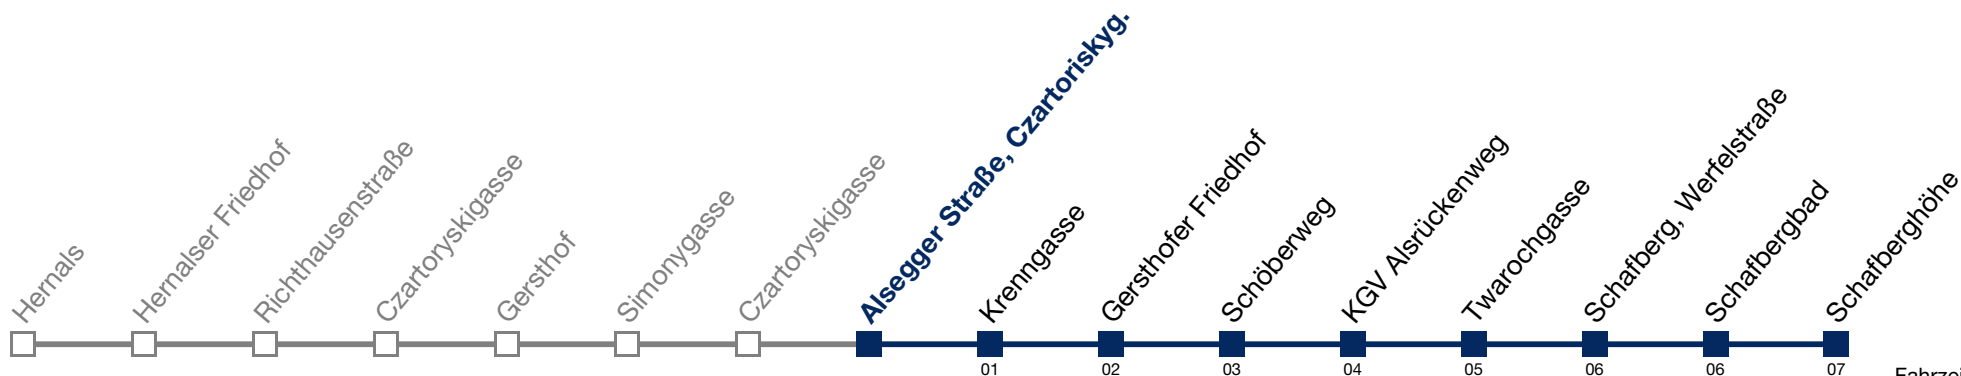 Hernals
Hernalser Friedhof
Richthausenstraße
Czartoryskigasse
Gersthof
Simonygasse
Czartoryskigasse
Alsegger Straße, Czartoriskyg.
Krenngasse
Gersthofer Friedhof
Schöberweg
KGV Alsrückenweg
Twarochgasse
Schafberg, Werfelstraße
Schafbergbad
Schafberghöhe
01 02 03 04 05 06 06 07